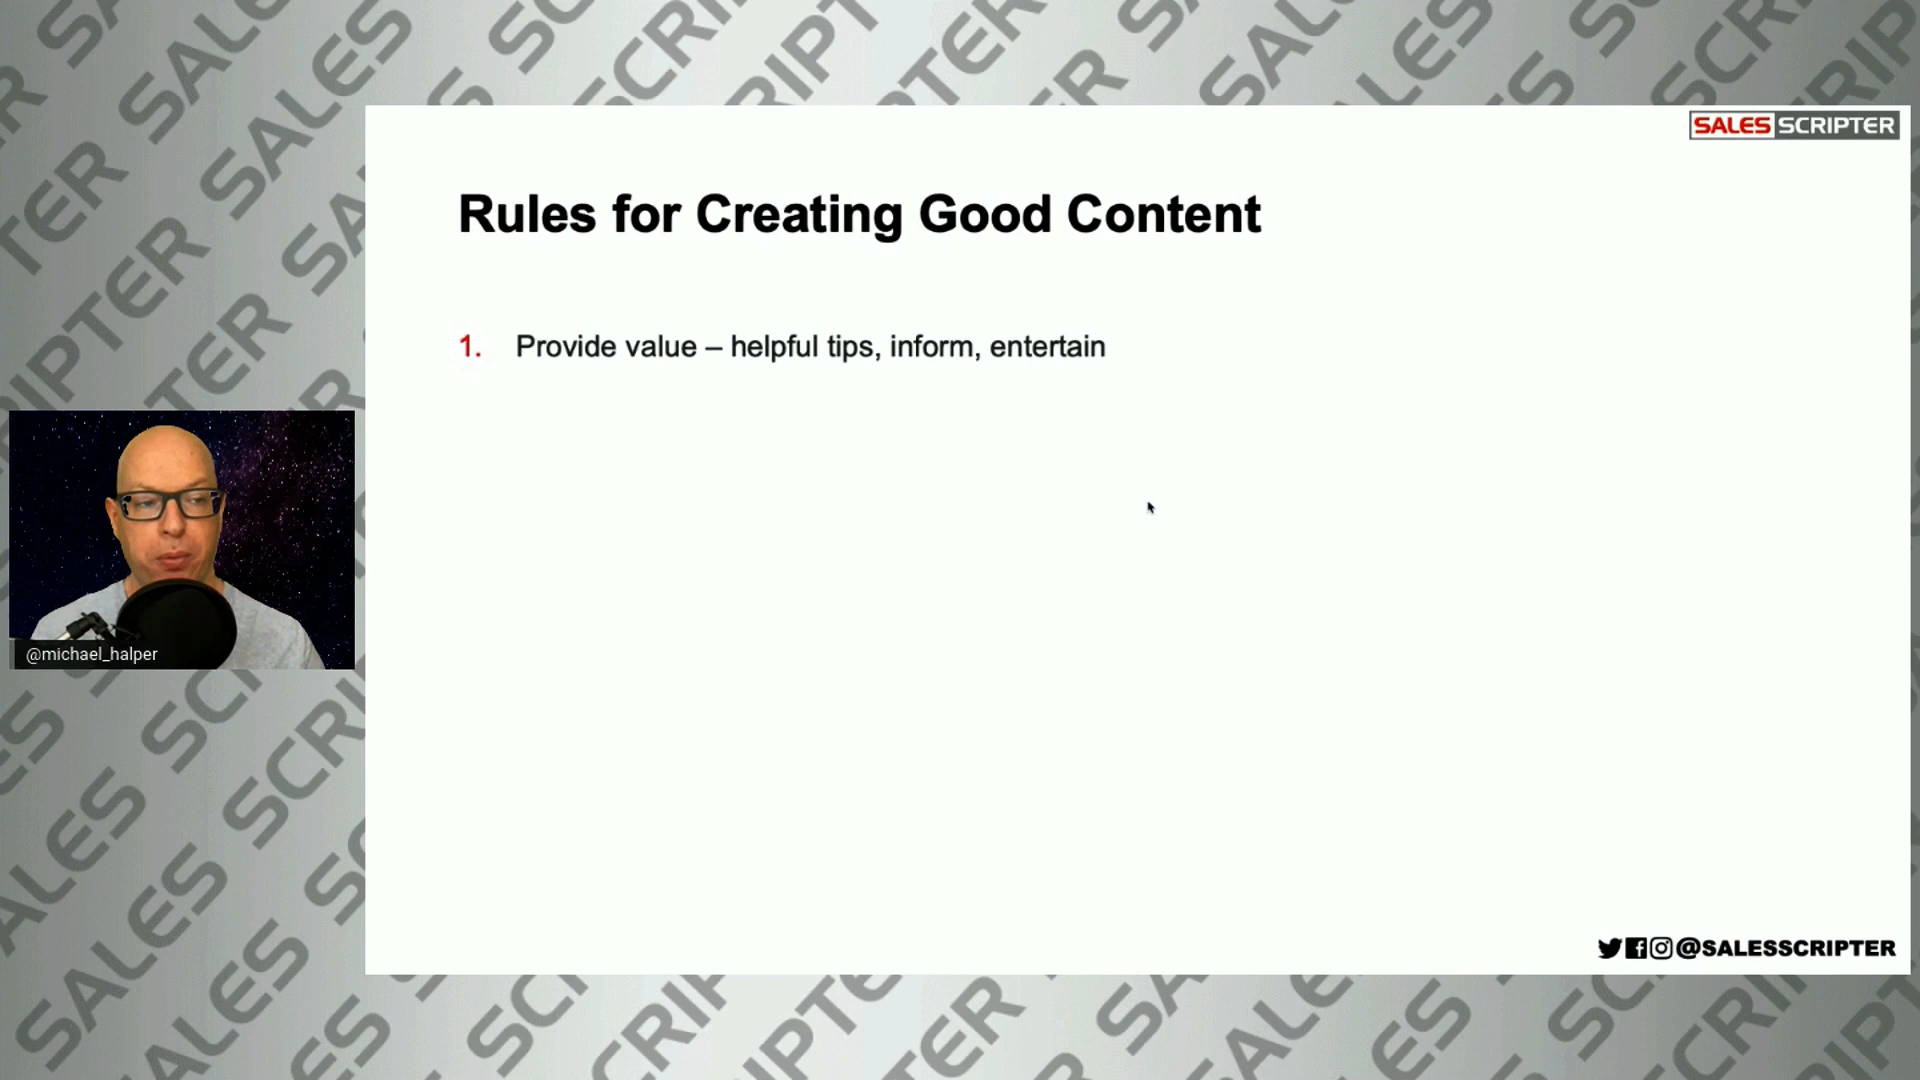 SALES SCRIPTER
Rules for Creating Good Content
1. Provide value – helpful tips, inform, entertain
@michael_halper
@SALESSCRIPTER